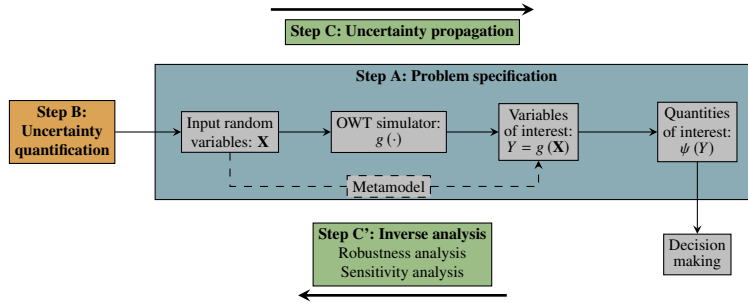 Step C: Uncertainty propagation
Step A: Problem specification
Step B:
Uncertainty
quantification
Input random
variables: X
OWT simulator:
g (·)
Variables
of interest:
Y = g (X)
Quantities
of interest:
ψ (Y)
Metamodel
Step C’: Inverse analysis
Robustness analysis
Sensitivity analysis
Decision
making